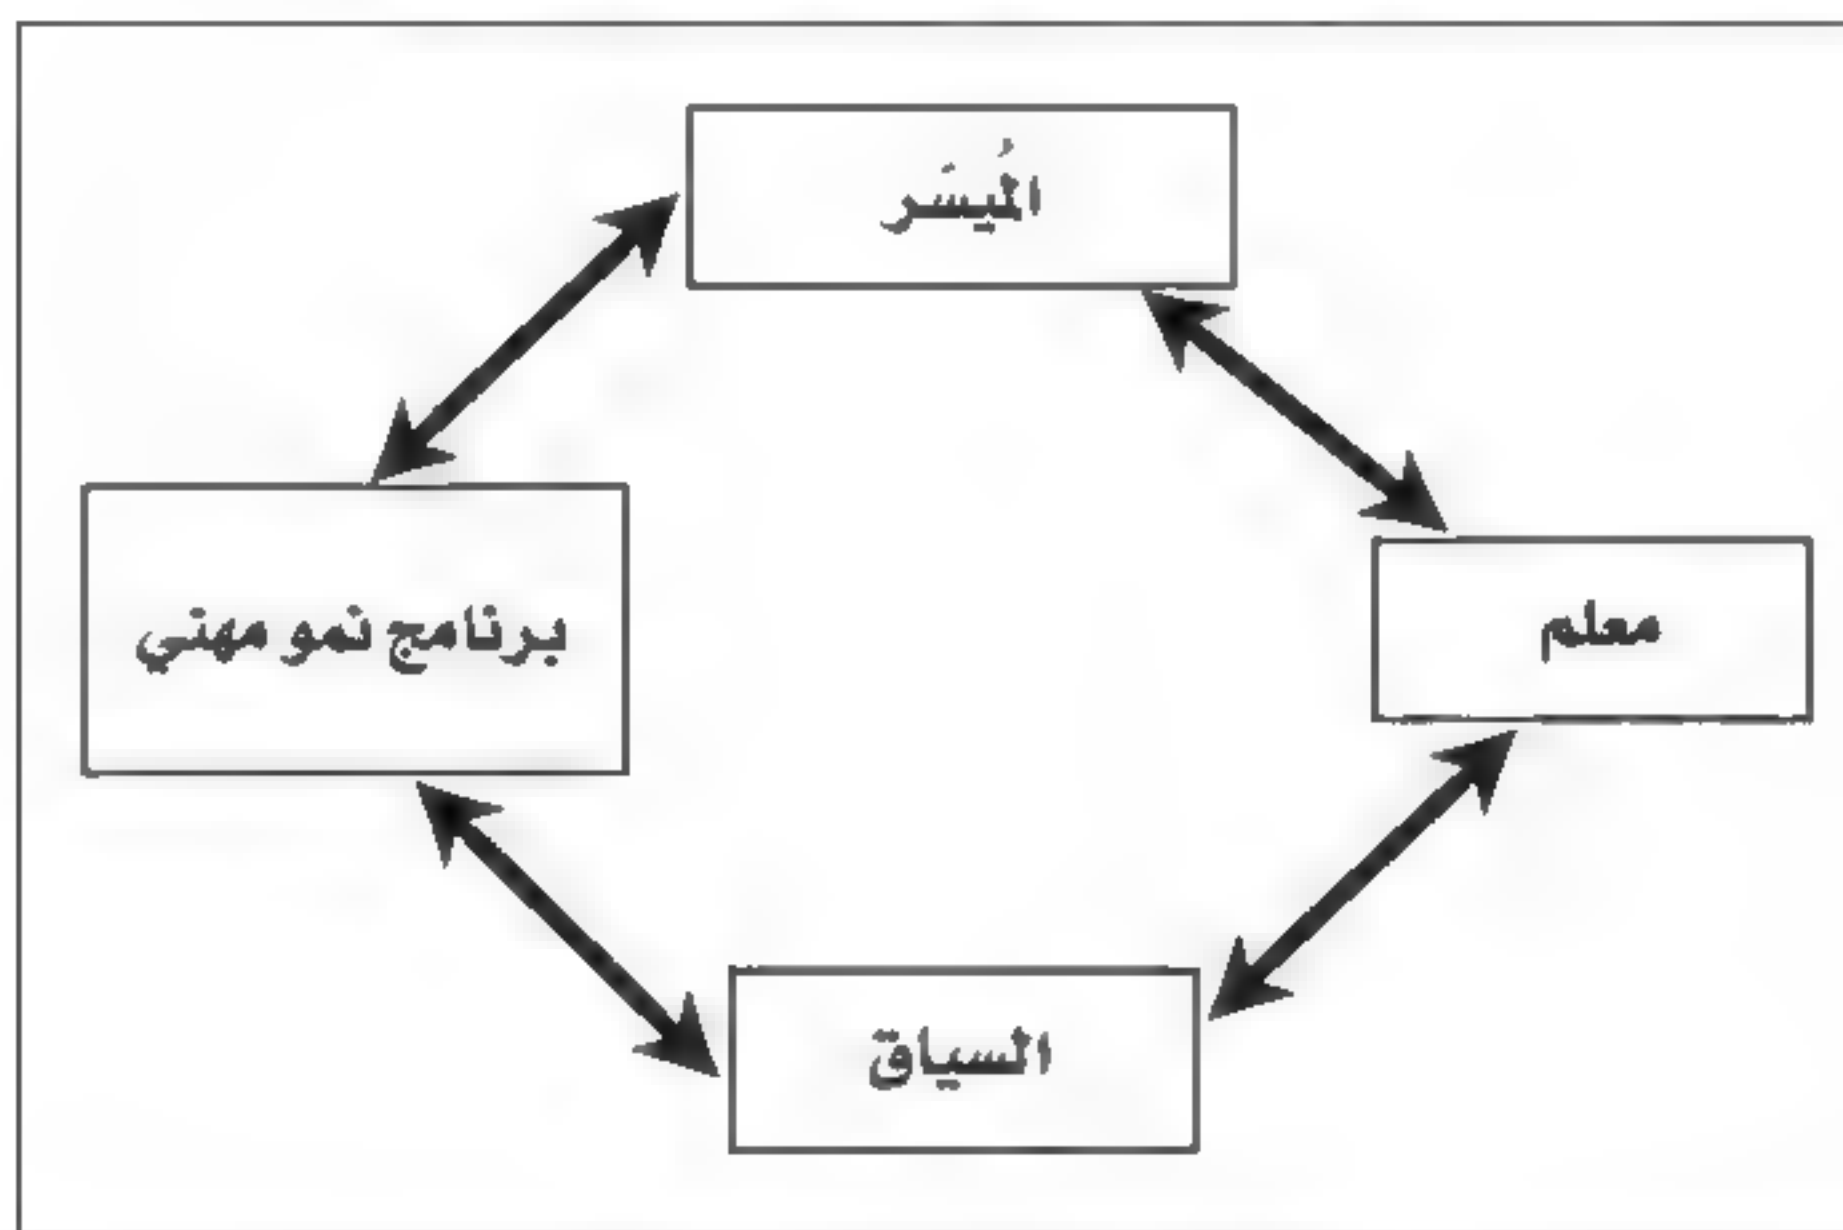 المُيسَر
معلم
برنامج نمو مهني
السياق